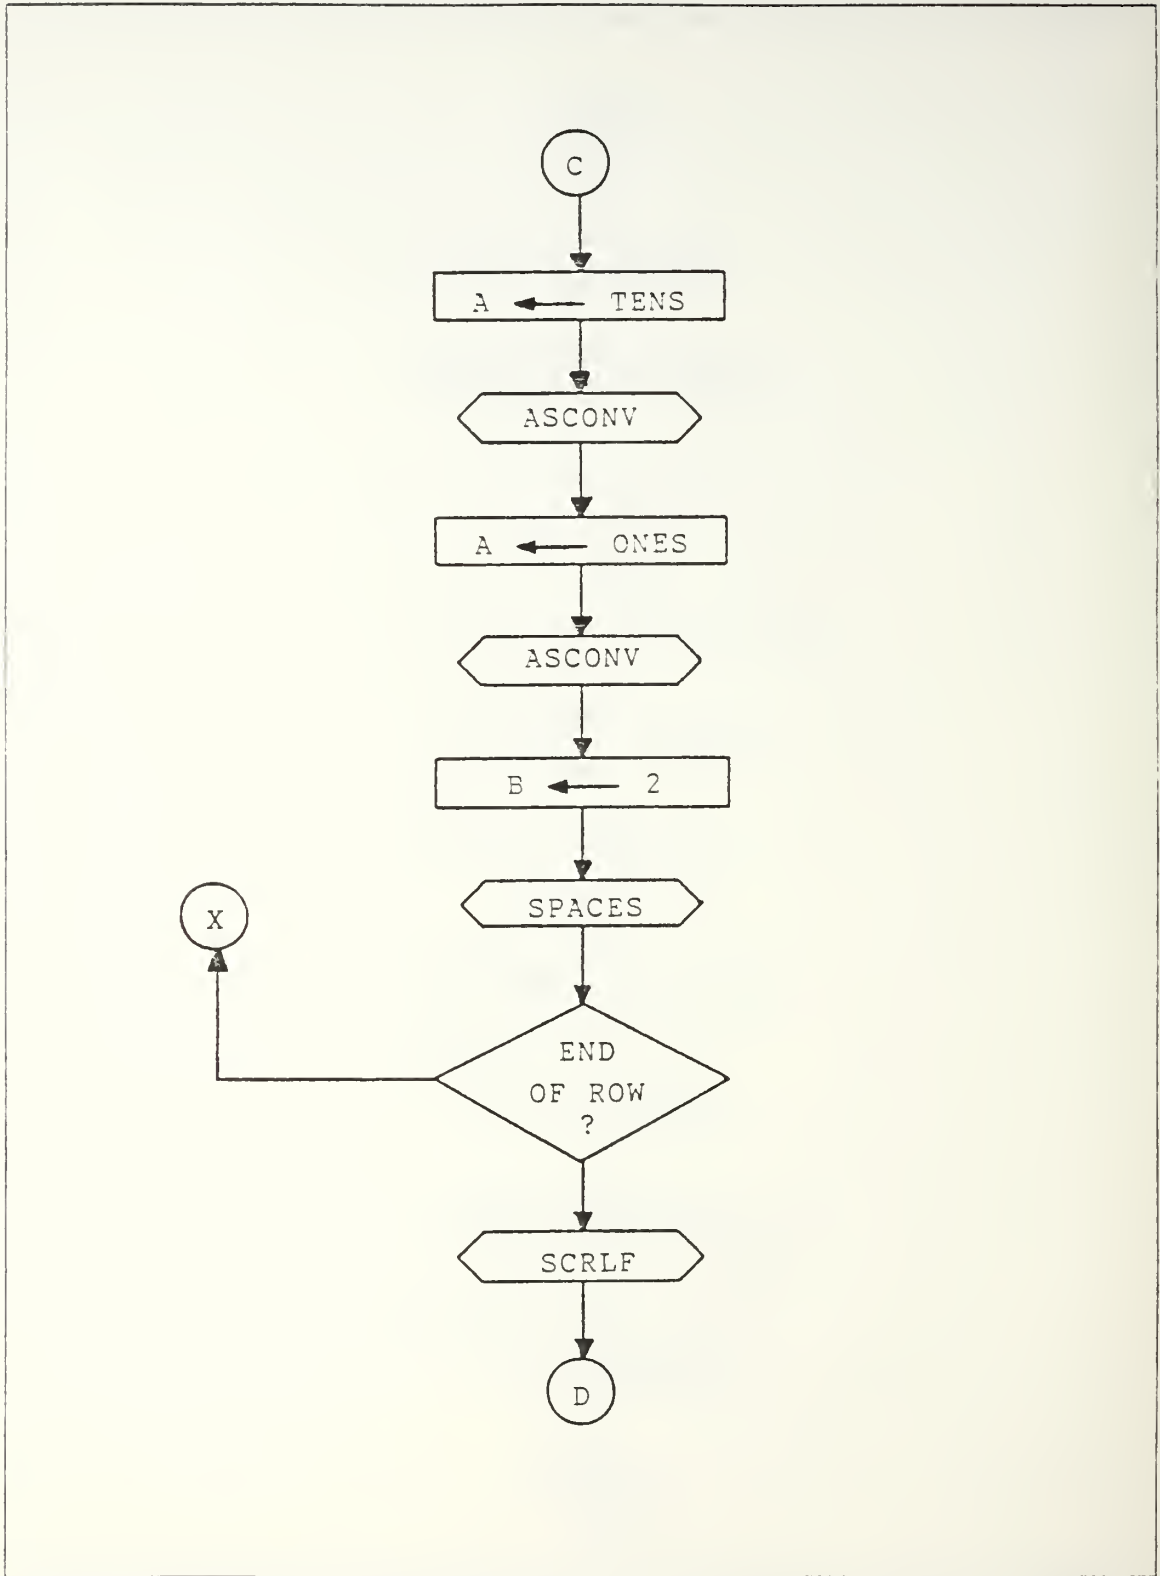 C
A ← TENS
ASCONV
A ← ONES
ASCONV
B ← 2
SPACES
X
END
OF ROW
?
SCRLF
D